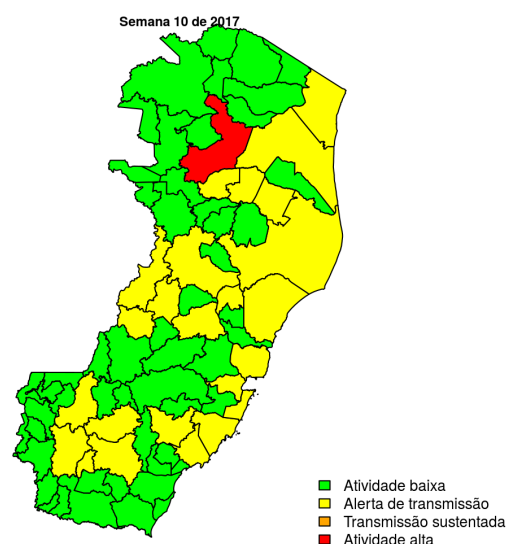 Semana 10 de 2017
Atividade baixa
Alerta de transmissão
Transmissão sustentada
Atividade alta